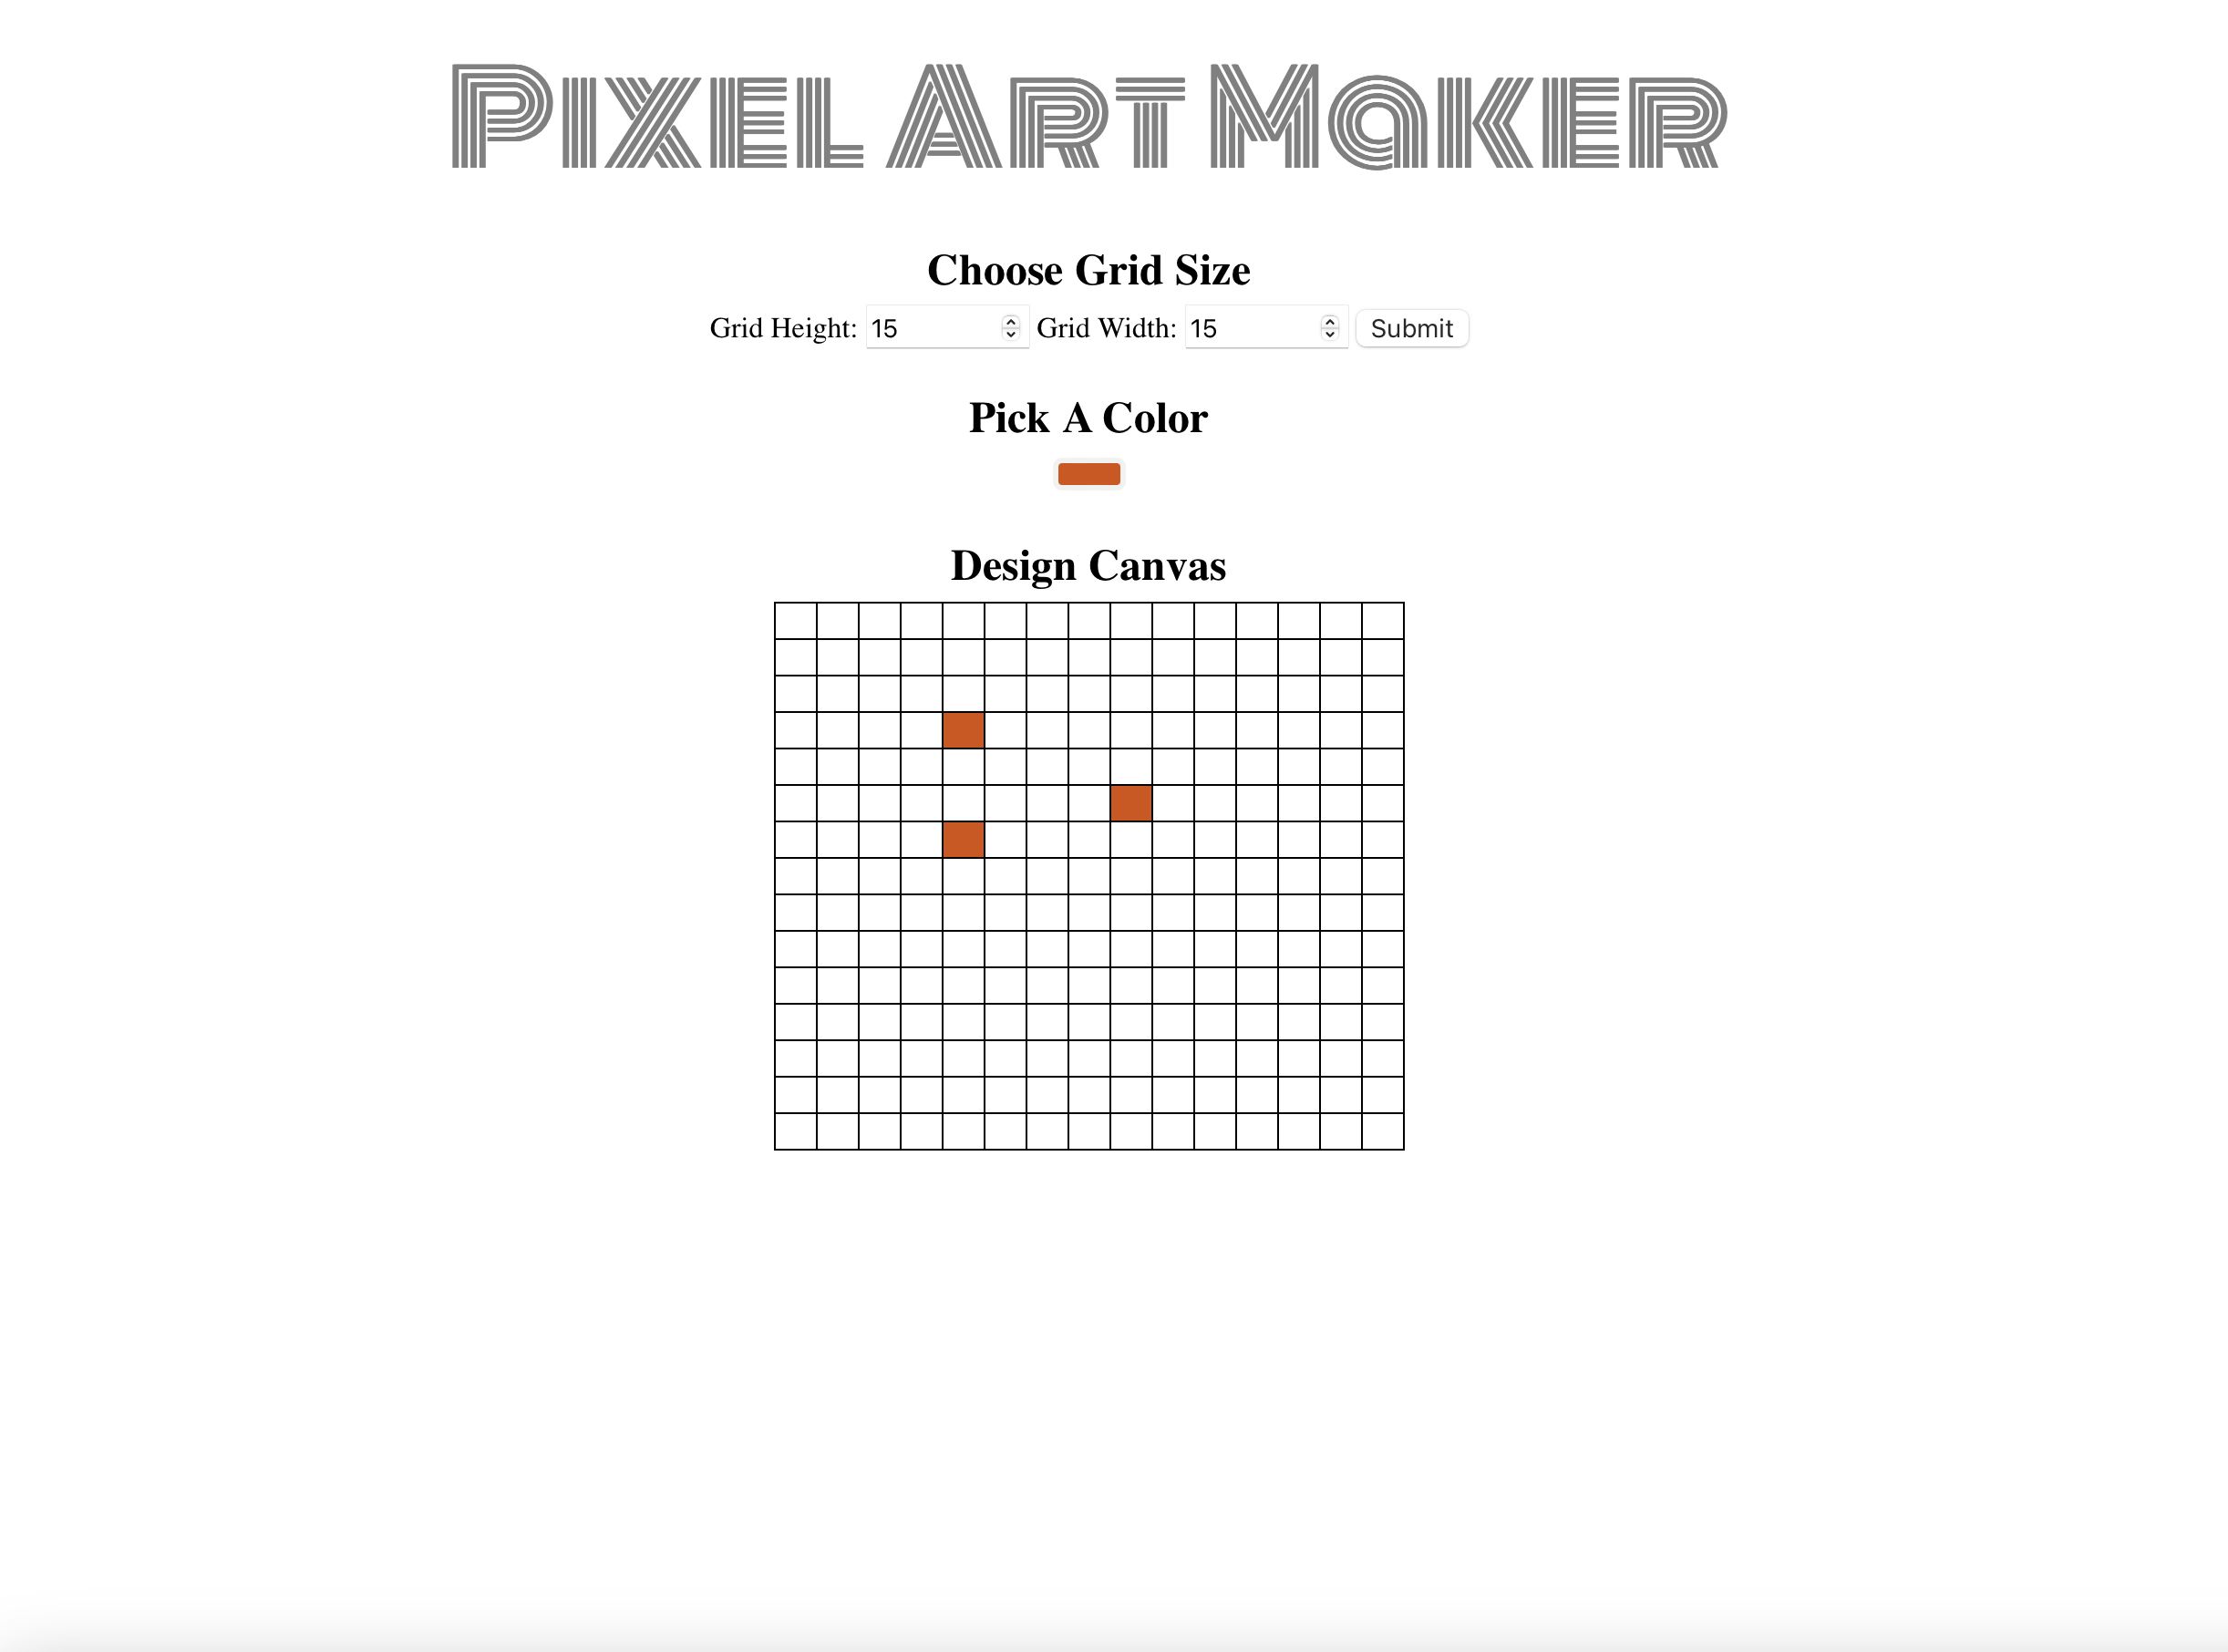 Pixel Art Maker
Choose Grid Size
Grid Height: 15 Grid Width: 15 Submit
Pick A Color
Design Canvas